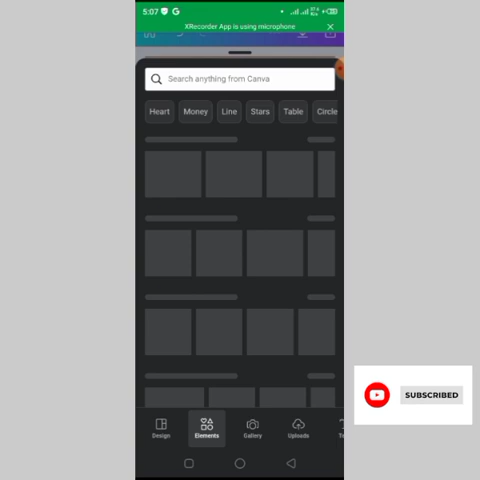 5:07
XRecorder App is using microphone
Search anything from Canva
Heart Money Line Stars Table Circle
SUBSCRIBED
Design Elements Gallery Uploads